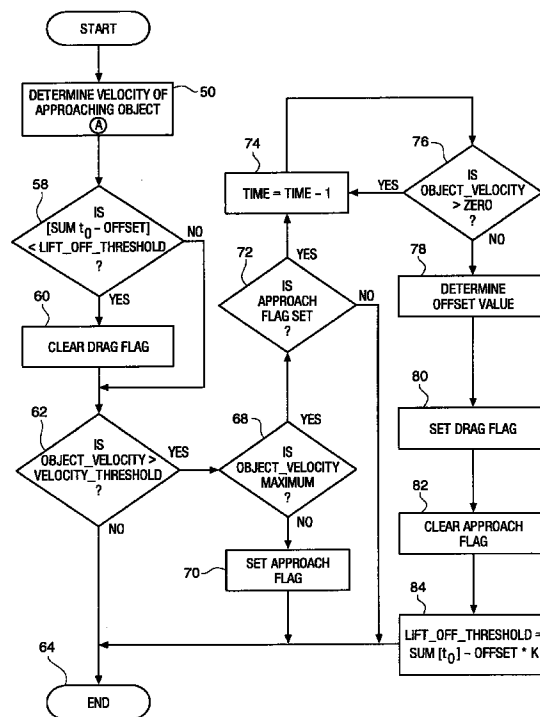 START
50
DETERMINE VELOCITY OF
APPROACHING OBJECT
A
58
IS
[SUM t0 – OFFSET]
< LIFT_OFF_THRESHOLD
?
NO
YES
60
CLEAR DRAG FLAG
62
IS
OBJECT_VELOCITY >
VELOCITY_THRESHOLD
?
YES
NO
64
END
68
IS
OBJECT_VELOCITY
MAXIMUM
?
YES
NO
70
SET APPROACH
FLAG
72
IS
APPROACH
FLAG SET
?
YES
NO
74
TIME = TIME – 1
76
IS
OBJECT_VELOCITY
> ZERO
?
YES
NO
78
DETERMINE
OFFSET VALUE
80
SET DRAG FLAG
82
CLEAR APPROACH
FLAG
84
LIFT_OFF_THRESHOLD =
SUM [t0] – OFFSET * K